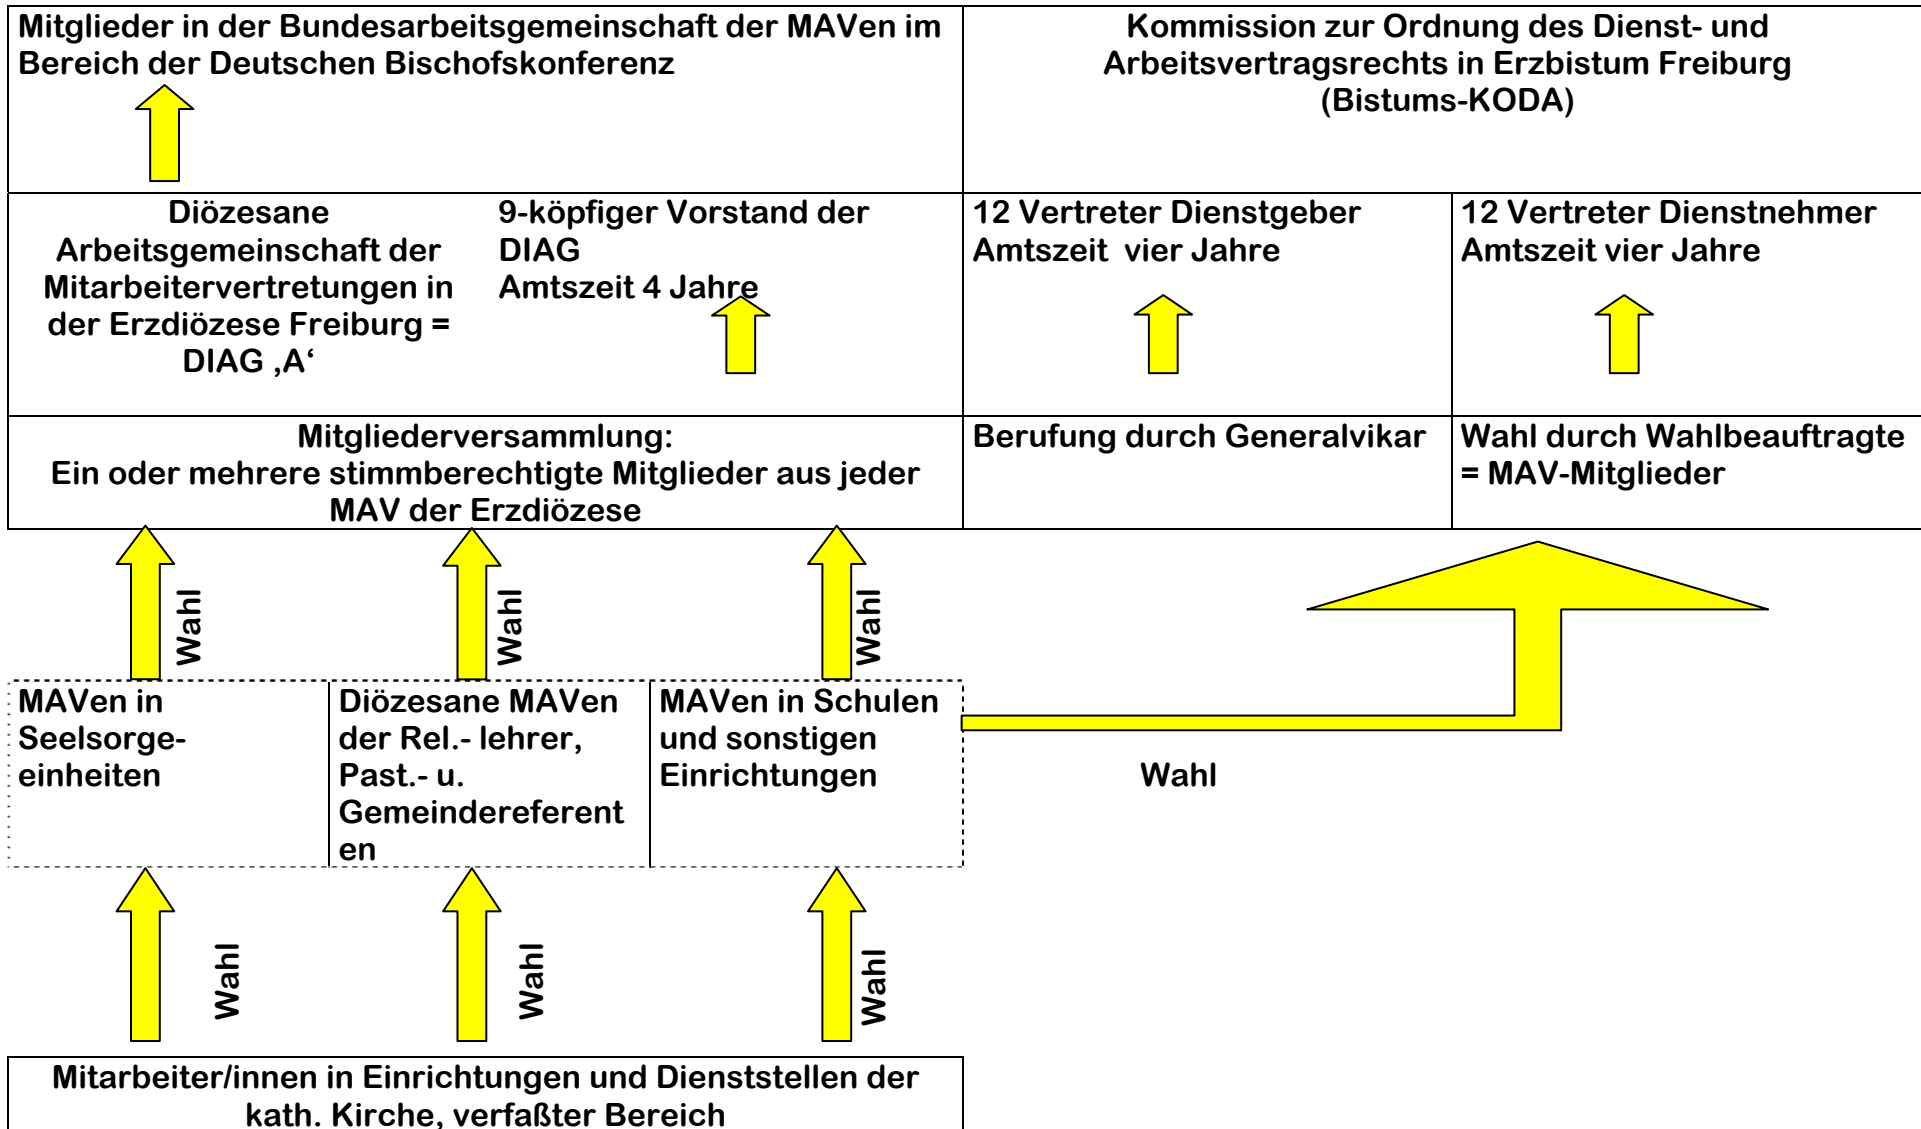 Mitglieder in der Bundesarbeitsgemeinschaft der MAVen im
Bereich der Deutschen Bischofskonferenz
Kommission zur Ordnung des Dienst- und
Arbeitsvertragsrechts in Erzbistum Freiburg
(Bistums-KODA)
Diözesane
Arbeitsgemeinschaft der
Mitarbeitervertretungen in
der Erzdiözese Freiburg =
DIAG ‚A‘
9-köpfiger Vorstand der
DIAG
Amtszeit 4 Jahre
12 Vertreter Dienstgeber
Amtszeit  vier Jahre
12 Vertreter Dienstnehmer
Amtszeit vier Jahre
Mitgliederversammlung:
Ein oder mehrere stimmberechtigte Mitglieder aus jeder
MAV der Erzdiözese
Berufung durch Generalvikar
Wahl durch Wahlbeauftragte
= MAV-Mitglieder
Wahl
Wahl
Wahl
MAVen in
Seelsorge-
einheiten
Diözesane MAVen
der Rel.- lehrer,
Past.- u.
Gemeindereferent
en
MAVen in Schulen
und sonstigen
Einrichtungen
Wahl
Wahl
Wahl
Wahl
Mitarbeiter/innen in Einrichtungen und Dienststellen der
kath. Kirche, verfaßter Bereich